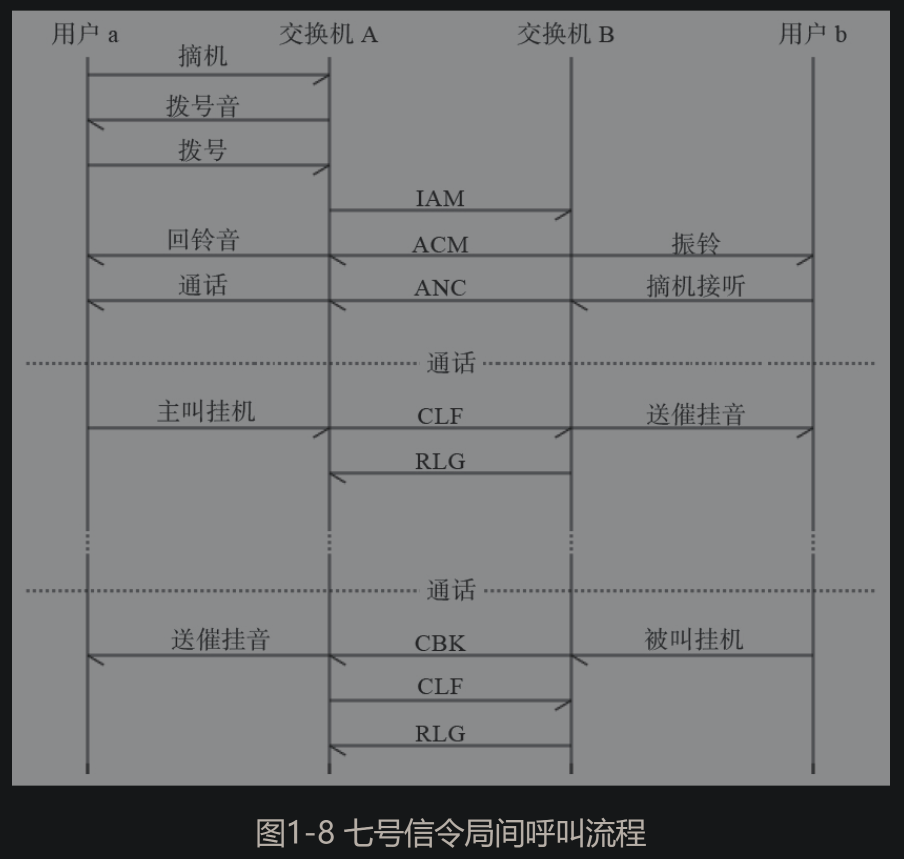 用户 a 交换机 A 交换机 B 用户 b
摘机
拨号音
拨号
IAM
回铃音 ACM 振铃
通话 ANC 摘机接听
通话
主叫挂机 CLF 送催挂音
RLG
通话
送催挂音 CBK 被叫挂机
CLF
RLG
图1-8 七号信令局间呼叫流程